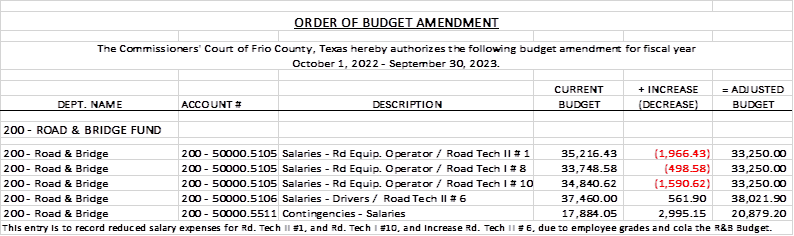 ORDER OF BUDGET AMENDMENT
The Commissioners' Court of Frio County, Texas hereby authorizes the following budget amendment for fiscal year
October 1, 2022 - September 30, 2023.
CURRENT + INCREASE = ADJUSTED
DEPT. NAME ACCOUNT # DESCRIPTION BUDGET (DECREASE) BUDGET
200 - ROAD & BRIDGE FUND
200 - Road & Bridge 200 - 50000.5105 Salaries - Rd Equip. Operator / Road Tech II # 1 35,216.43 (1,966.43) 33,250.00
200 - Road & Bridge 200 - 50000.5105 Salaries - Rd Equip. Operator / Road Tech I # 8 33,748.58 (498.58) 33,250.00
200 - Road & Bridge 200 - 50000.5105 Salaries - Rd Equip. Operator / Road Tech I # 10 34,840.62 (1,590.62) 33,250.00
200 - Road & Bridge 200 - 50000.5106 Salaries - Drivers / Road Tech II # 6 37,460.00 561.90 38,021.90
200 - Road & Bridge 200 - 50000.5511 Contingencies - Salaries 17,884.05 2,995.15 20,879.20
This entry is to record reduced salary expenses for Rd. Tech II #1, and Rd. Tech I #10, and Increase Rd. Tech II # 6, due to employee grades and cola the R&B Budget.